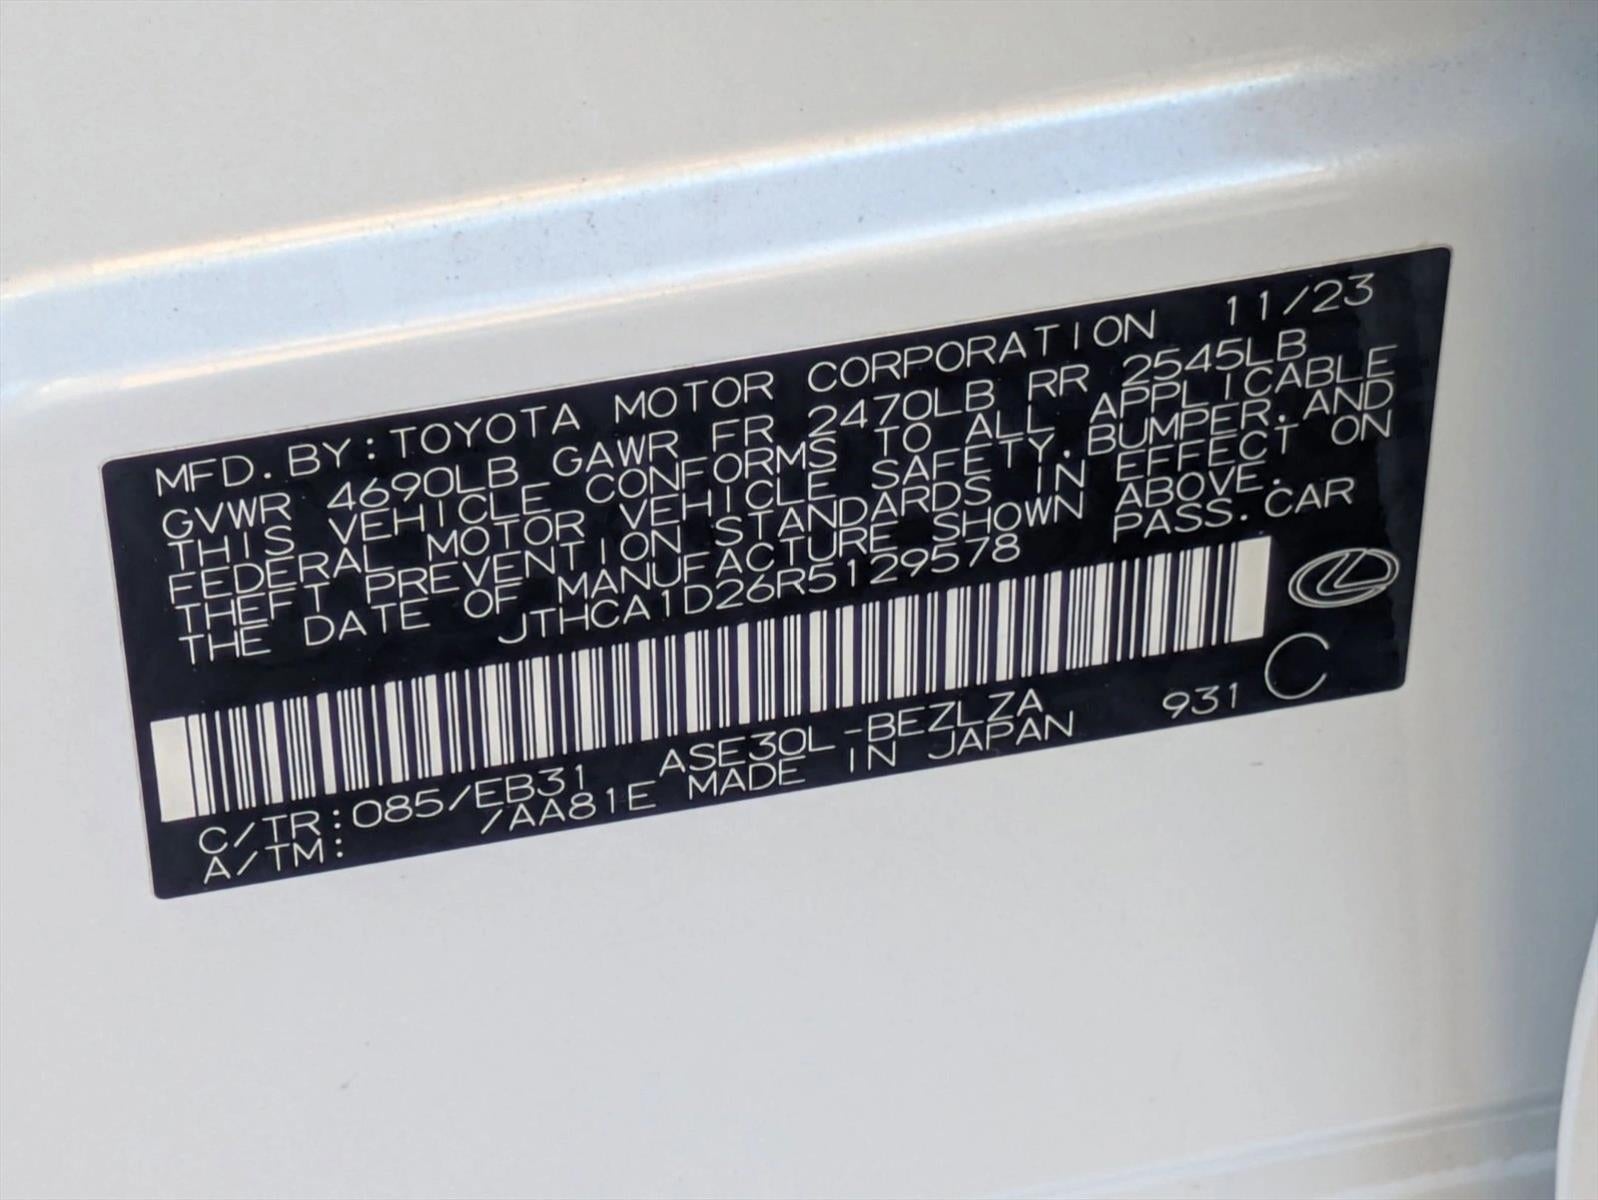 MFD. BY: TOYOTA MOTOR CORPORATION 11/23
GVWR 4690LB GAWR FR 2470LB RR 2545LB
THIS VEHICLE CONFORMS TO ALL APPLICABLE
FEDERAL MOTOR VEHICLE SAFETY, BUMPER, AND
THEFT PREVENTION STANDARDS IN EFFECT ON
THE DATE OF MANUFACTURE SHOWN ABOVE.
JTHCA1D26R5129578 PASS. CAR
C/TR: 085/EB31 ASE30L-BEZLZA 931 C
A/TM: /AA81E MADE IN JAPAN